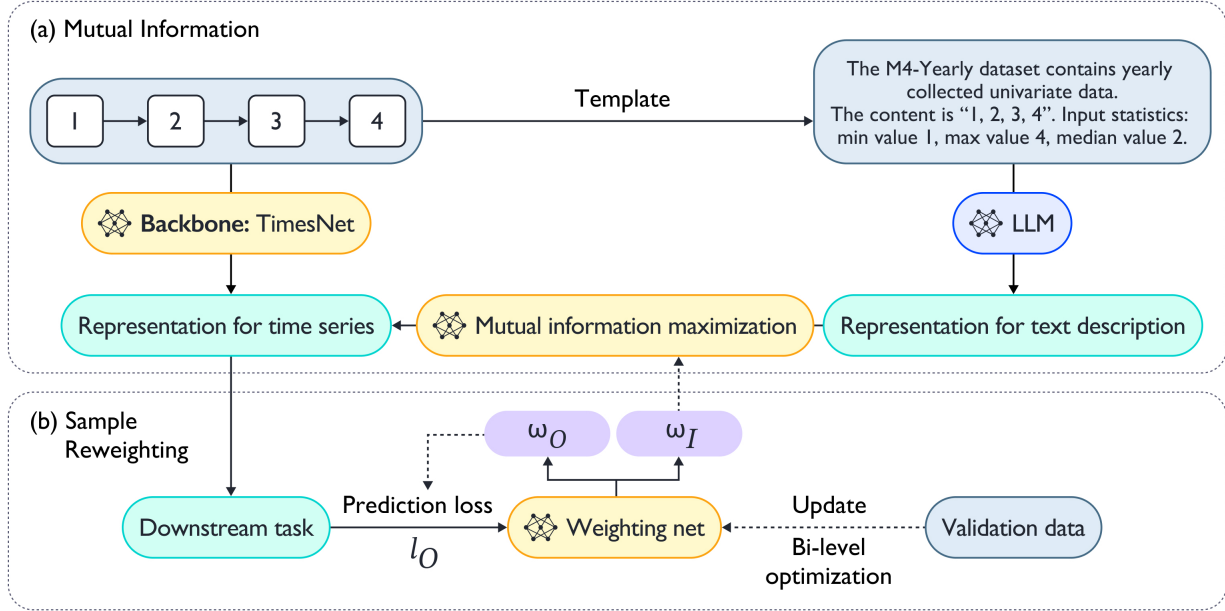 (a) Mutual Information
1
2
3
4
Template
The M4-Yearly dataset contains yearly
collected univariate data.
The content is “1, 2, 3, 4”. Input statistics:
min value 1, max value 4, median value 2.
Backbone: TimesNet
LLM
Representation for time series
Mutual information maximization
Representation for text description
(b) Sample
Reweighting
ω_O
ω_I
Downstream task
Prediction loss
l_O
Weighting net
Update
Bi-level
optimization
Validation data